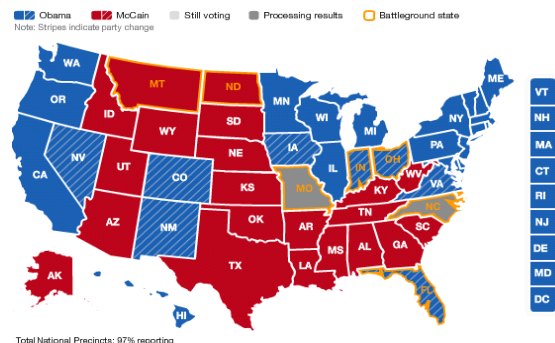 Obama McCain Still voting Processing results Battleground state
Note: Stripes indicate party change
WA
ME
MT
ND
VT
OR
MN
ID
NH
SD
WI
NY
WY
MI
MA
IA
PA
NE
CT
NV
IL
IN
OH
UT
CO
WV
RI
CA
KS
MO
KY
VA
NJ
NC
TN
OK
AZ
NM
AR
SC
DE
MS
AL
GA
MD
TX
LA
AK
FL
DC
HI
Total National Precincts: 97% reporting